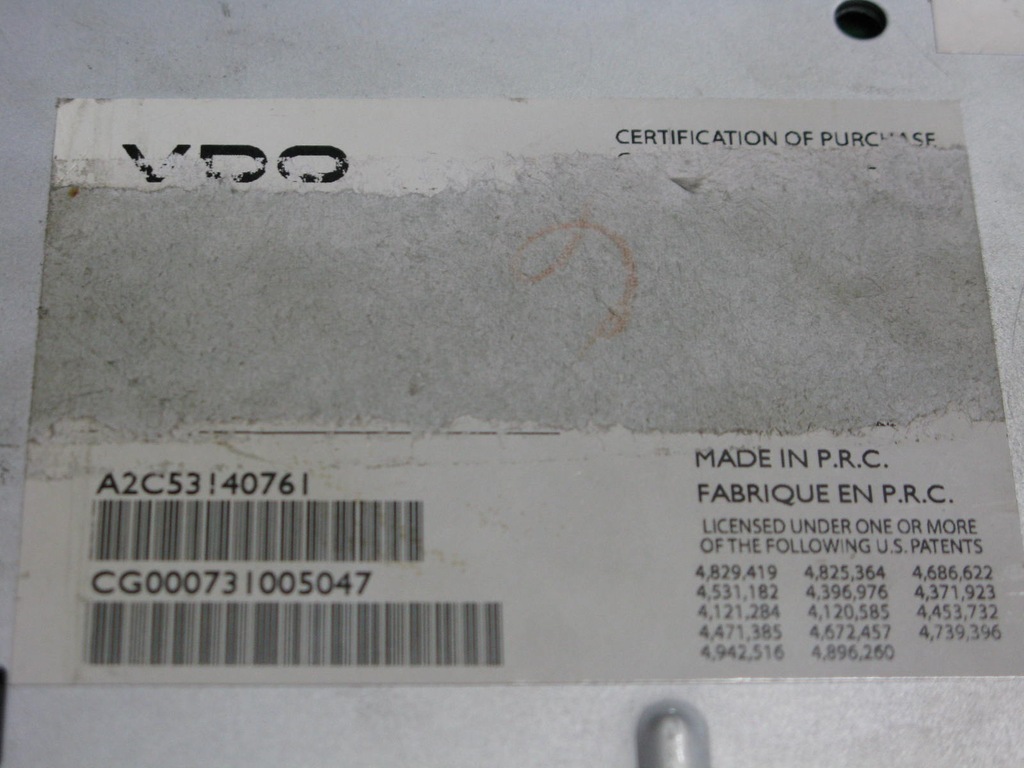 VDO
CERTIFICATION OF PURCHASE
A2C53140761
CG000731005047
MADE IN P.R.C.
FABRIQUE EN P.R.C.
LICENSED UNDER ONE OR MORE
OF THE FOLLOWING U.S. PATENTS
4,829,419 4,825,364 4,686,622
4,531,182 4,396,976 4,371,923
4,121,284 4,120,585 4,453,732
4,471,385 4,672,457 4,739,396
4,942,516 4,896,260